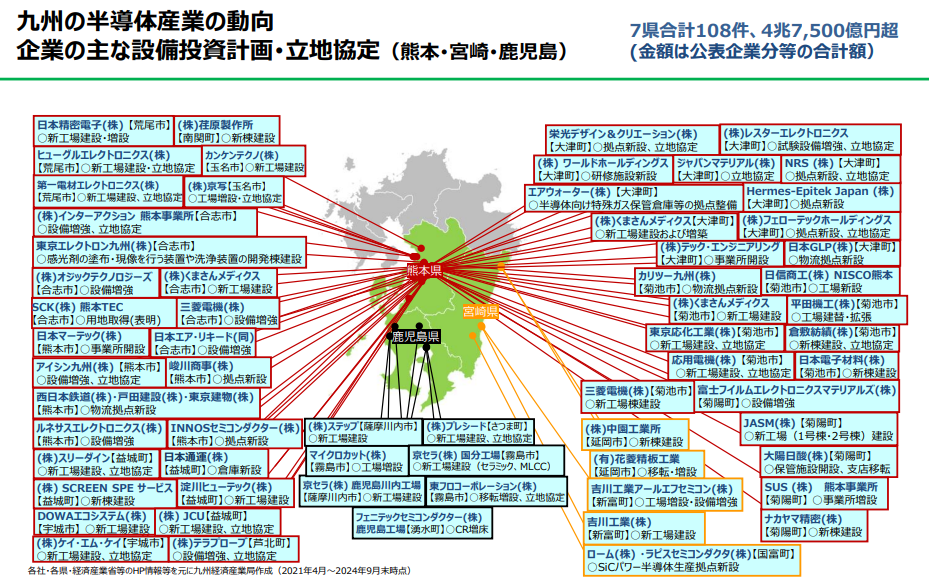 九州の半導体産業の動向
企業の主な設備投資計画・立地協定（熊本・宮崎・鹿児島）
7県合計108件、4兆7,500億円超
(金額は公表企業分等の合計額）
日本精密電子(株)【荒尾市】
○新工場建設・増設
(株)荏原製作所
【南関町】○新棟建設
ヒューグルエレクトロニクス(株)
【荒尾市】○新工場建設・立地協定
カンケンテクノ(株)
【玉名市】○新工場建設
第一電材エレクトロニクス(株)
【荒尾市】○新工場建設、立地協定
(株)京写【玉名市】
○工場増設・立地協定
(株)インターアクション 熊本事業所【合志市】
○設備増強、立地協定
東京エレクトロン九州(株)【合志市】
○感光剤の塗布・現像を行う装置や洗浄装置の開発棟建設
(株)オジックテクノロジーズ
【合志市】○設備増強
(株)くまさんメディクス
【合志市】○新工場建設
SCK(株) 熊本TEC
【合志市】○用地取得(表明)
三菱電機(株)
【合志市】○設備増強
日本マーテック(株)
【熊本市】○事業所開設
日本エア・リキード(同)
【合志市】○設備増強
アイシン九州(株)【熊本市】
○設備増強、立地協定
峻川商事(株)
【熊本市】○拠点新設
西日本鉄道(株)・戸田建設(株)・東京建物(株)
【熊本市】○物流拠点新設
ルネサスエレクトロニクス(株)
【熊本市】○設備増強
INNOSセミコンダクター(株)
【熊本市】○拠点新設
(株)スリーダイン【益城町】
○新工場建設、立地協定
日本通運(株)
【益城町】○倉庫新設
(株) SCREEN SPE サービス
【益城町】○新棟建設
淀川ヒューテック(株)
【益城町】○新工場建設
DOWAエコシステム(株)
【宇城市】○新工場建設
(株) JCU【益城町】
○新工場建設、立地協定
(株)ケイ・エム・ケイ【宇城市】
○新工場建設、立地協定
(株)テラプローブ【芦北町】
○設備増強、立地協定
熊本県
宮崎県
鹿児島県
(株)ステップ【薩摩川内市】
○新工場建設
(株)プレシード【さつま町】
○新工場建設、立地協定
マイクロカット(株)
【霧島市】○工場増設
京セラ(株) 国分工場【霧島市】
○新工場建設（セラミック、MLCC）
京セラ(株) 鹿児島川内工場
【薩摩川内市】○新工場建設
東フロコーポレーション(株)
【霧島市】○移転増設、立地協定
フェニテックセミコンダクター(株)
鹿児島工場【湧水町】○CR増床
栄光デザイン＆クリエーション(株)
【大津町】○拠点新設、立地協定
(株)レスターエレクトロニクス
【大津町】○試験設備増強、立地協定
(株) ワールドホールディングス
【大津町】○研修施設新設
ジャパンマテリアル(株)
【大津町】○立地協定
NRS (株)【大津町】
○拠点新設、立地協定
エアウォーター(株)【大津町】
○半導体向け特殊ガス保管倉庫等の拠点整備
Hermes-Epitek Japan (株)
【大津町】○拠点新設
(株)くまさんメディクス【大津町】
○新工場建設および増築
(株)フェローテックホールディングス
【大津町】○新工場建設、立地協定
(株)テック・エンジニアリング
【大津町】○事業所開設
日本GLP(株)【大津町】
○物流拠点新設
カリツー九州(株)
【菊池市】○物流拠点新設
日信商工(株) NISCO熊本
【菊池市】○工場新設
(株)くまさんメディクス
【菊池市】○新工場建設
平田機工(株)【菊池市】
○工場建替・拡張
東京応化工業(株)【菊池市】
○新工場建設、立地協定
倉敷紡績(株)【菊池市】
○新棟建設、立地協定
応用電機(株)【菊池市】
○新工場建設、立地協定
日本電子材料(株)
【菊池市】○新棟建設
三菱電機(株)【菊池市】
○新工場棟建設
富士フイルムエレクトロニクスマテリアルズ(株)
【菊陽町】○設備増強
(株)中園工業所
【延岡市】○新棟建設
JASM(株)【菊陽町】
○新工場（1号棟・2号棟）建設
(有)花菱精板工業
【延岡市】○移転・増設
大陽日酸(株)【菊陽町】
○保管施設開設、支店移転
吉川工業アールエフセミコン(株)
【新富町】○工場増設・設備増強
SUS (株) 熊本事業所
【菊陽町】○事業所増設
吉川工業(株)
【新富町】○新工場建設
ナカヤマ精密(株)
【菊陽町】○新棟建設
ローム(株)・ラピスセミコンダクタ(株)【国富町】
○SiCパワー半導体生産拠点新設
各社・各県・経済産業省等のHP情報等を元に九州経済産業局作成（2021年4月～2024年9月末時点）